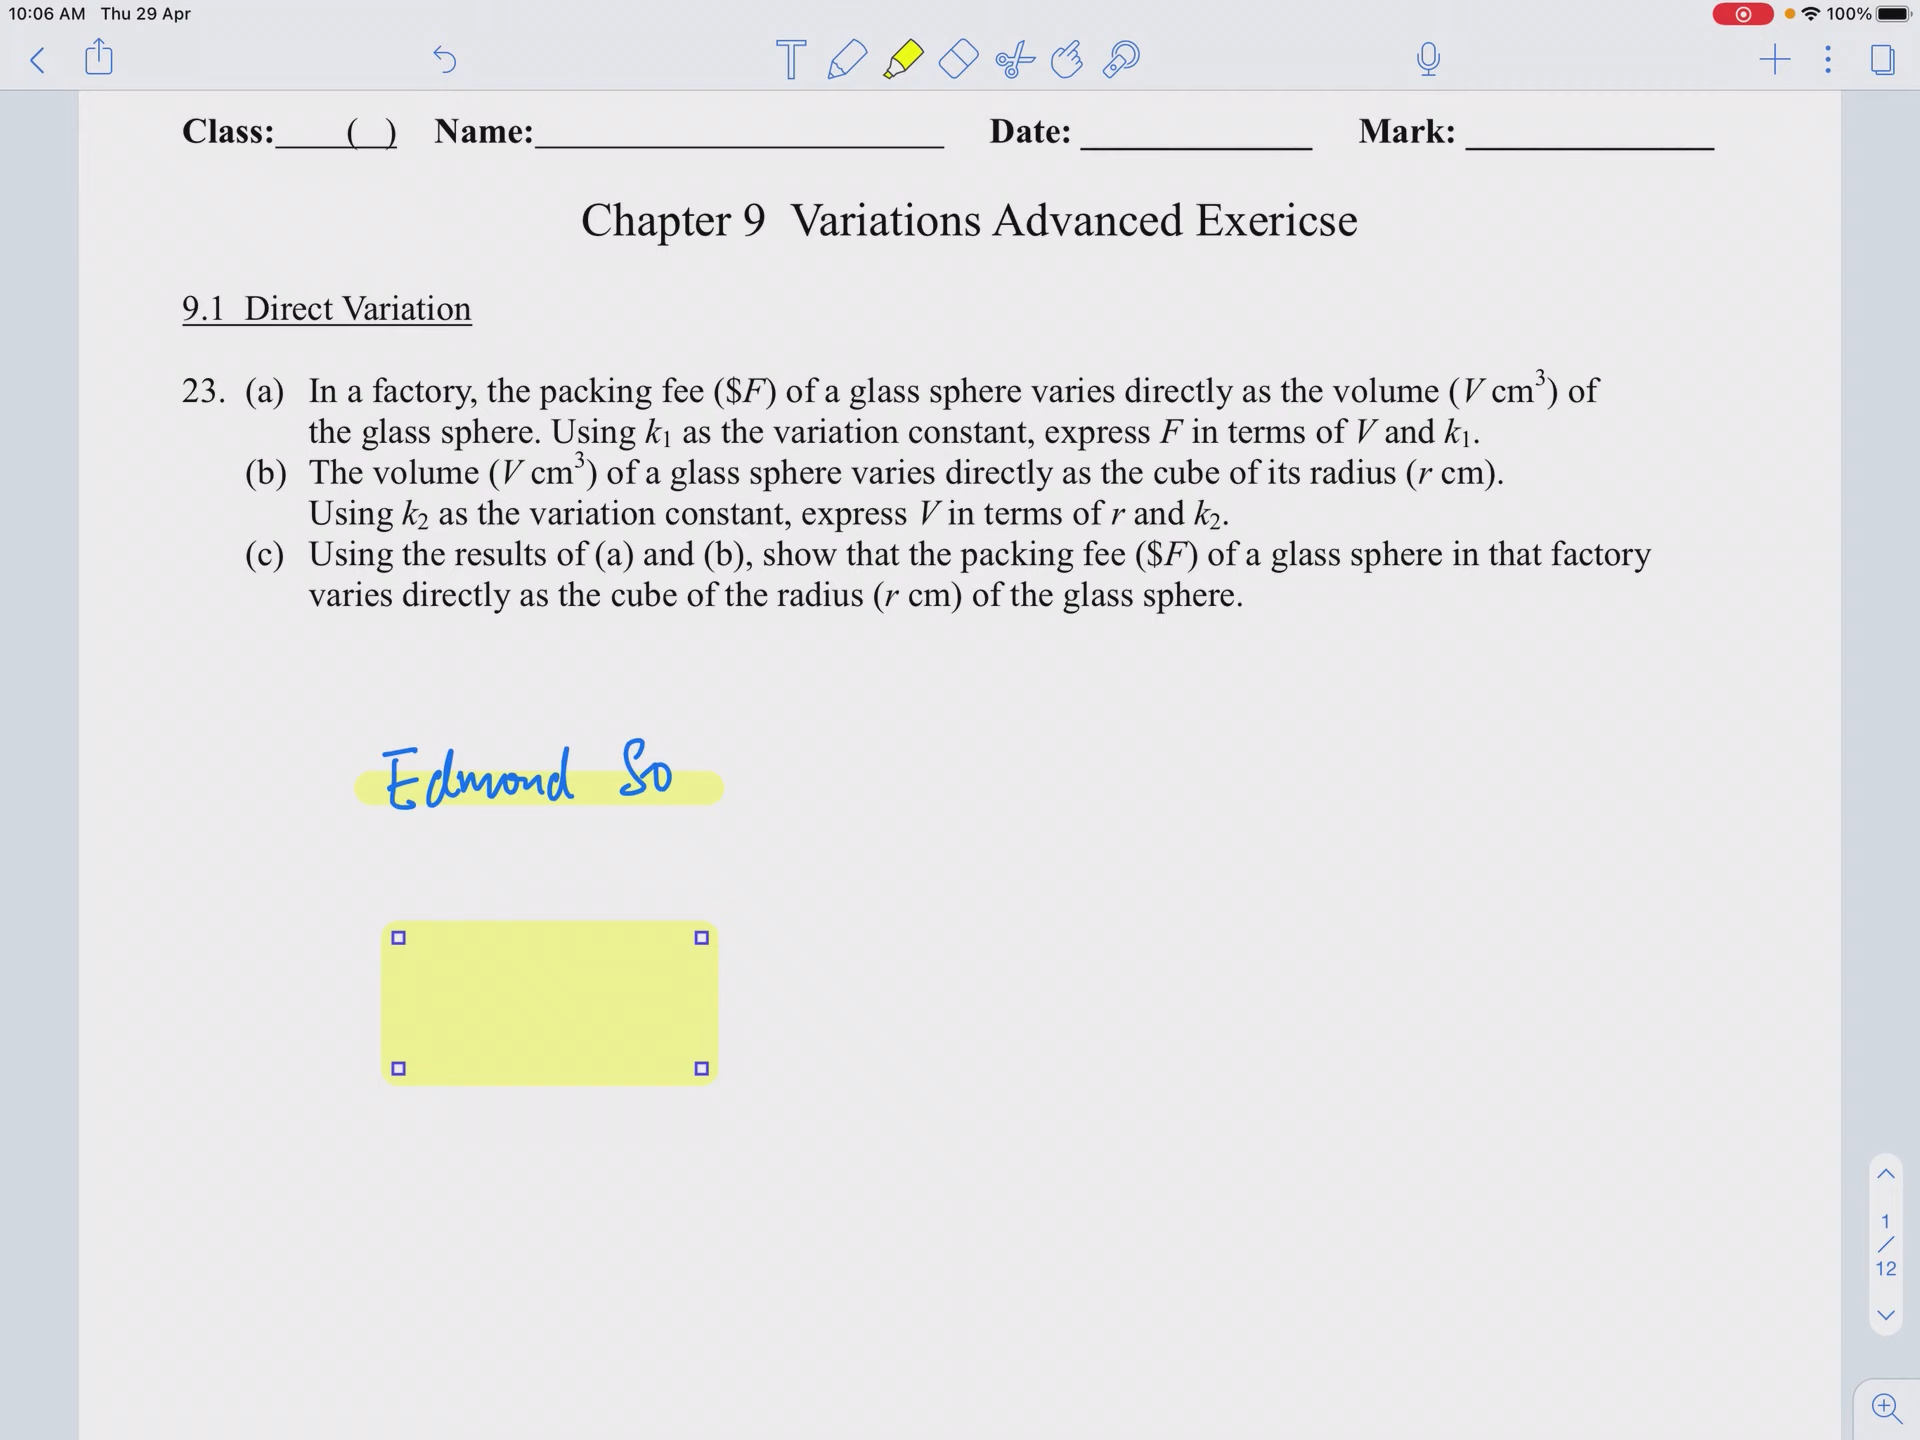 10:06 AM Thu 29 Apr
100%
Class:____( ) Name:____ Date: ____ Mark: ____
Chapter 9 Variations Advanced Exericse
9.1 Direct Variation
23. (a) In a factory, the packing fee ($F) of a glass sphere varies directly as the volume (V cm³) of
the glass sphere. Using k₁ as the variation constant, express F in terms of V and k₁.
(b) The volume (V cm³) of a glass sphere varies directly as the cube of its radius (r cm).
Using k₂ as the variation constant, express V in terms of r and k₂.
(c) Using the results of (a) and (b), show that the packing fee ($F) of a glass sphere in that factory
varies directly as the cube of the radius (r cm) of the glass sphere.
Edmond So
1
/
12